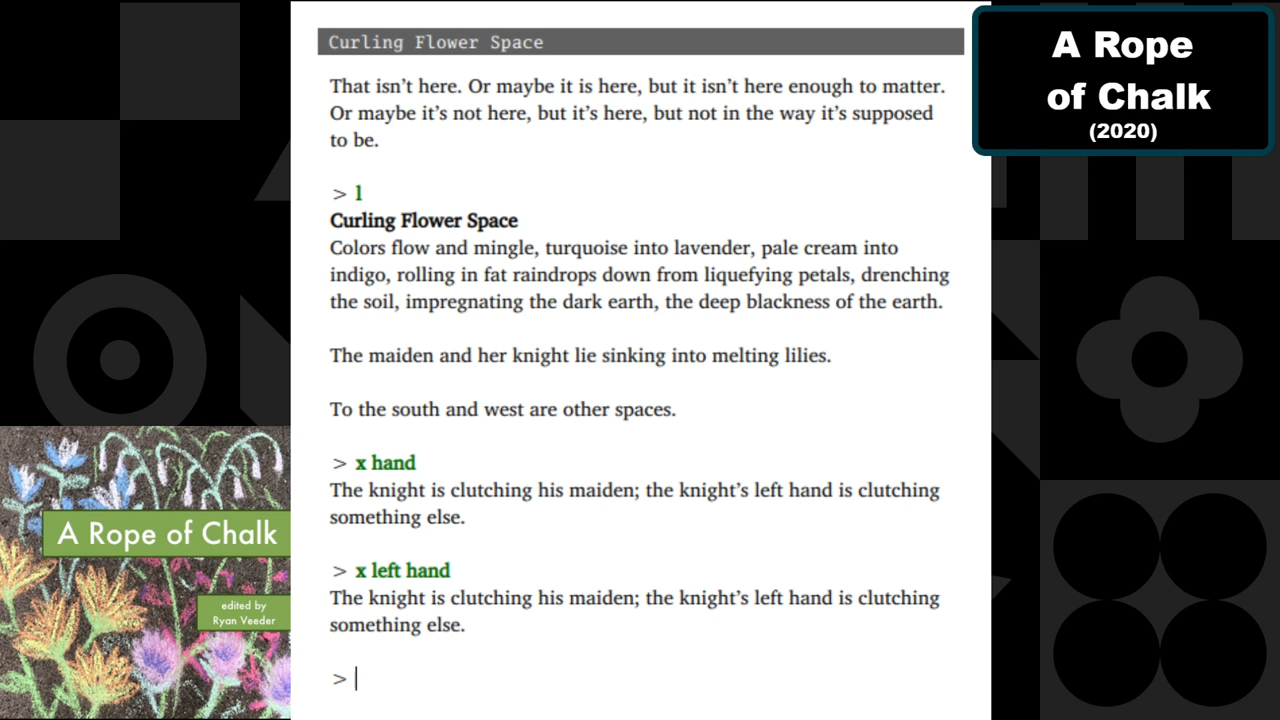 Curling Flower Space
That isn’t here. Or maybe it is here, but it isn’t here enough to matter.
Or maybe it’s not here, but it’s here, but not in the way it’s supposed
to be.
> l
Curling Flower Space
Colors flow and mingle, turquoise into lavender, pale cream into
indigo, rolling in fat raindrops down from liquefying petals, drenching
the soil, impregnating the dark earth, the deep blackness of the earth.
The maiden and her knight lie sinking into melting lilies.
To the south and west are other spaces.
> x hand
The knight is clutching his maiden; the knight’s left hand is clutching
something else.
> x left hand
The knight is clutching his maiden; the knight’s left hand is clutching
something else.
>
A Rope
of Chalk
(2020)
A Rope of Chalk
edited by
Ryan Veeder